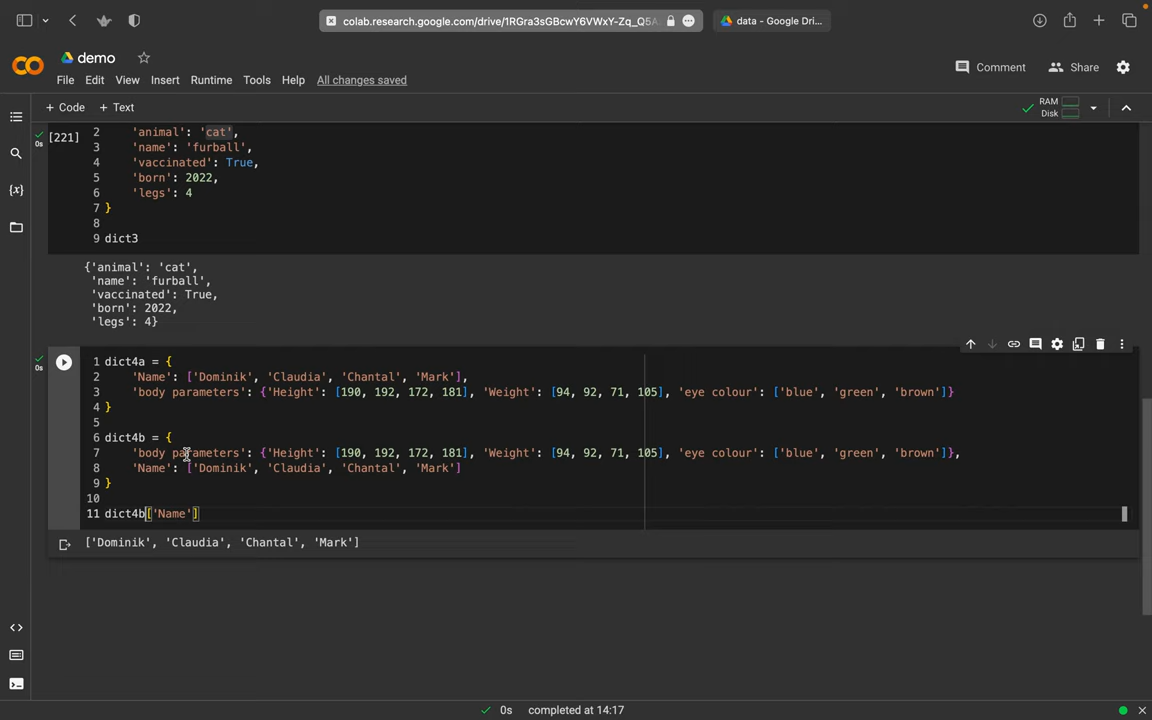 colab.research.google.com/drive/1RGra3sGBcwY6VWxY-Zq_Q5A
data - Google Dri...
demo
File Edit View Insert Runtime Tools Help All changes saved
Comment Share
+ Code + Text
RAM
Disk
[221]
0s
2 'animal': 'cat',
3 'name': 'furball',
4 'vaccinated': True,
5 'born': 2022,
6 'legs': 4
7 }
8
9 dict3
{'animal': 'cat',
'name': 'furball',
'vaccinated': True,
'born': 2022,
'legs': 4}
0s
1 dict4a = {
2 'Name': ['Dominik', 'Claudia', 'Chantal', 'Mark'],
3 'body parameters': {'Height': [190, 192, 172, 181], 'Weight': [94, 92, 71, 105], 'eye colour': ['blue', 'green', 'brown']}
4 }
5
6 dict4b = {
7 'body parameters': {'Height': [190, 192, 172, 181], 'Weight': [94, 92, 71, 105], 'eye colour': ['blue', 'green', 'brown']},
8 'Name': ['Dominik', 'Claudia', 'Chantal', 'Mark']
9 }
10
11 dict4b['Name']
['Dominik', 'Claudia', 'Chantal', 'Mark']
0s completed at 14:17